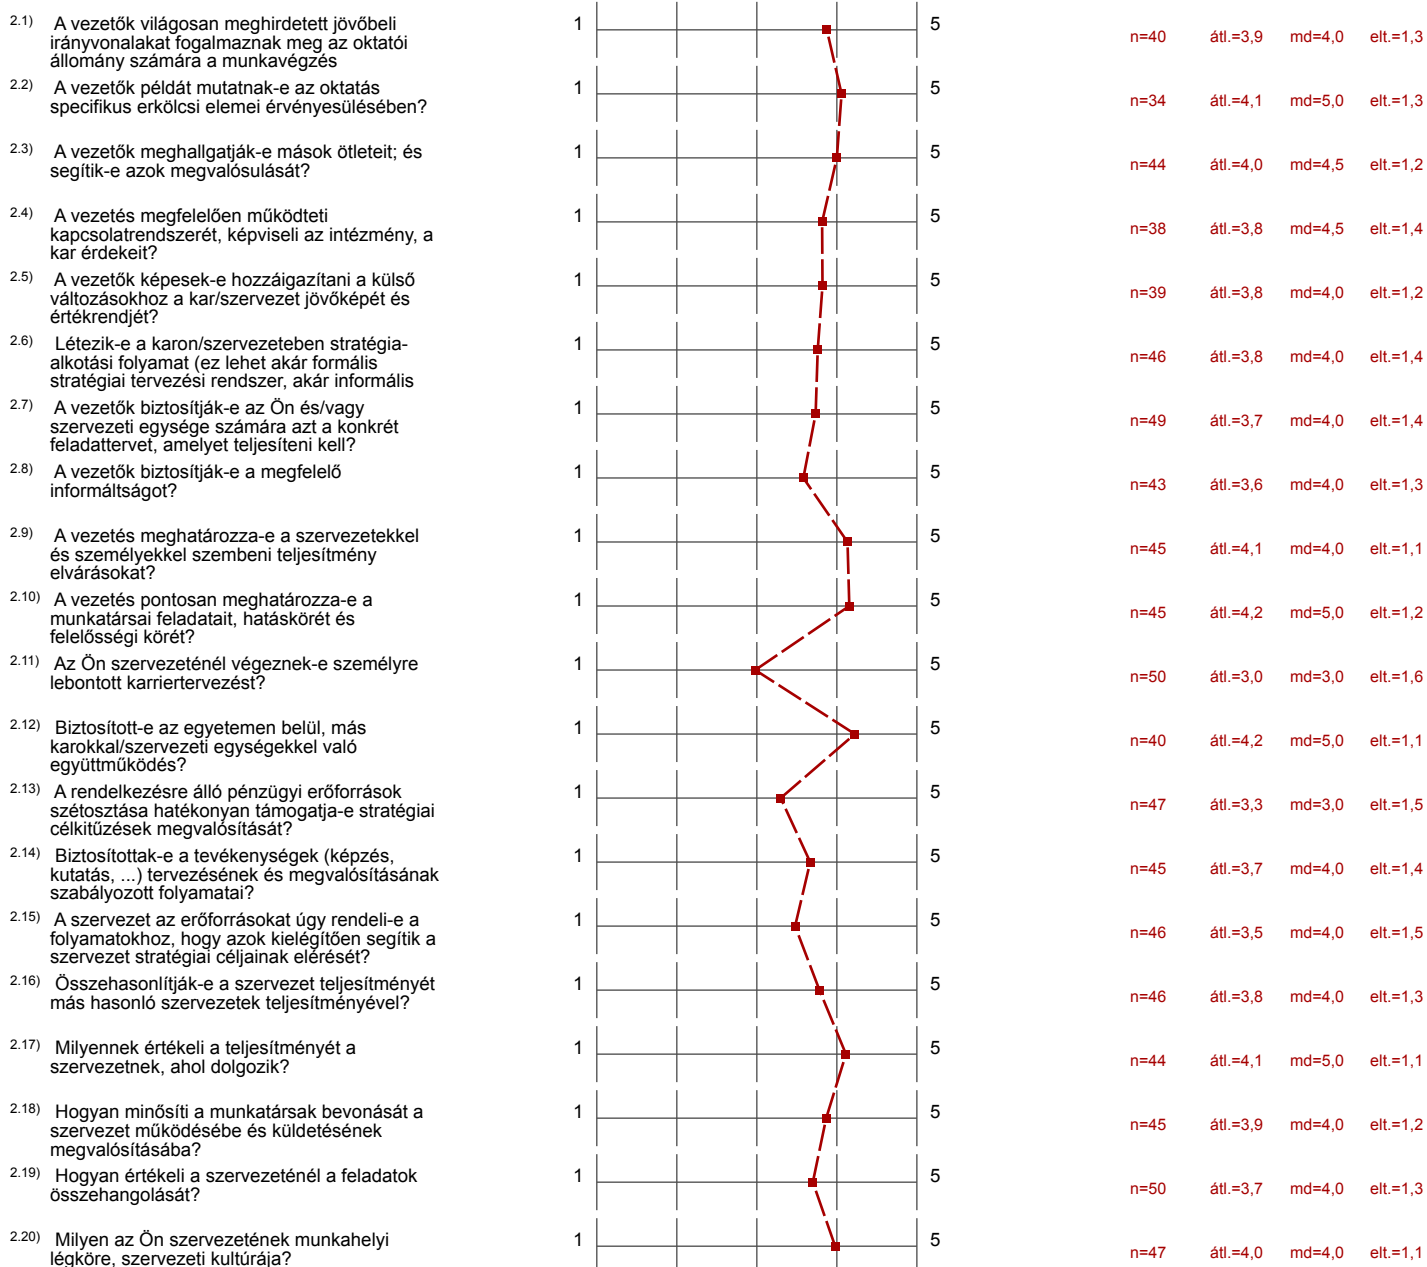 2.1) A vezetők világosan meghirdetett jövőbeli
irányvonalakat fogalmaznak meg az oktatói
állomány számára a munkavégzés
1 5
n=40 átl.=3,9 md=4,0 elt.=1,3
2.2) A vezetők példát mutatnak-e az oktatás
specifikus erkölcsi elemei érvényesülésében?
1 5
n=34 átl.=4,1 md=5,0 elt.=1,3
2.3) A vezetők meghallgatják-e mások ötleteit; és
segítik-e azok megvalósulását?
1 5
n=44 átl.=4,0 md=4,5 elt.=1,2
2.4) A vezetés megfelelően működteti
kapcsolatrendszerét, képviseli az intézmény, a
kar érdekeit?
1 5
n=38 átl.=3,8 md=4,5 elt.=1,4
2.5) A vezetők képesek-e hozzáigazítani a külső
változásokhoz a kar/szervezet jövőképét és
értékrendjét?
1 5
n=39 átl.=3,8 md=4,0 elt.=1,2
2.6) Létezik-e a karon/szervezeteben stratégia-
alkotási folyamat (ez lehet akár formális
stratégiai tervezési rendszer, akár informális
1 5
n=46 átl.=3,8 md=4,0 elt.=1,4
2.7) A vezetők biztosítják-e az Ön és/vagy
szervezeti egysége számára azt a konkrét
feladattervet, amelyet teljesíteni kell?
1 5
n=49 átl.=3,7 md=4,0 elt.=1,4
2.8) A vezetők biztosítják-e a megfelelő
informáltságot?
1 5
n=43 átl.=3,6 md=4,0 elt.=1,3
2.9) A vezetés meghatározza-e a szervezetekkel
és személyekkel szembeni teljesítmény
elvárásokat?
1 5
n=45 átl.=4,1 md=4,0 elt.=1,1
2.10) A vezetés pontosan meghatározza-e a
munkatársai feladatait, hatáskörét és
felelősségi körét?
1 5
n=45 átl.=4,2 md=5,0 elt.=1,2
2.11) Az Ön szervezeténél végeznek-e személyre
lebontott karriertervezést?
1 5
n=50 átl.=3,0 md=3,0 elt.=1,6
2.12) Biztosított-e az egyetemen belül, más
karokkal/szervezeti egységekkel való
együttműködés?
1 5
n=40 átl.=4,2 md=5,0 elt.=1,1
2.13) A rendelkezésre álló pénzügyi erőforrások
szétosztása hatékonyan támogatja-e stratégiai
célkitűzések megvalósítását?
1 5
n=47 átl.=3,3 md=3,0 elt.=1,5
2.14) Biztosítottak-e a tevékenységek (képzés,
kutatás, ...) tervezésének és megvalósításának
szabályozott folyamatai?
1 5
n=45 átl.=3,7 md=4,0 elt.=1,4
2.15) A szervezet az erőforrásokat úgy rendeli-e a
folyamatokhoz, hogy azok kielégítően segítik a
szervezet stratégiai céljainak elérését?
1 5
n=46 átl.=3,5 md=4,0 elt.=1,5
2.16) Összehasonlítják-e a szervezet teljesítményét
más hasonló szervezetek teljesítményével?
1 5
n=46 átl.=3,8 md=4,0 elt.=1,3
2.17) Milyennek értékeli a teljesítményét a
szervezetnek, ahol dolgozik?
1 5
n=44 átl.=4,1 md=5,0 elt.=1,1
2.18) Hogyan minősíti a munkatársak bevonását a
szervezet működésébe és küldetésének
megvalósításába?
1 5
n=45 átl.=3,9 md=4,0 elt.=1,2
2.19) Hogyan értékeli a szervezeténél a feladatok
összehangolását?
1 5
n=50 átl.=3,7 md=4,0 elt.=1,3
2.20) Milyen az Ön szervezetének munkahelyi
légköre, szervezeti kultúrája?
1 5
n=47 átl.=4,0 md=4,0 elt.=1,1